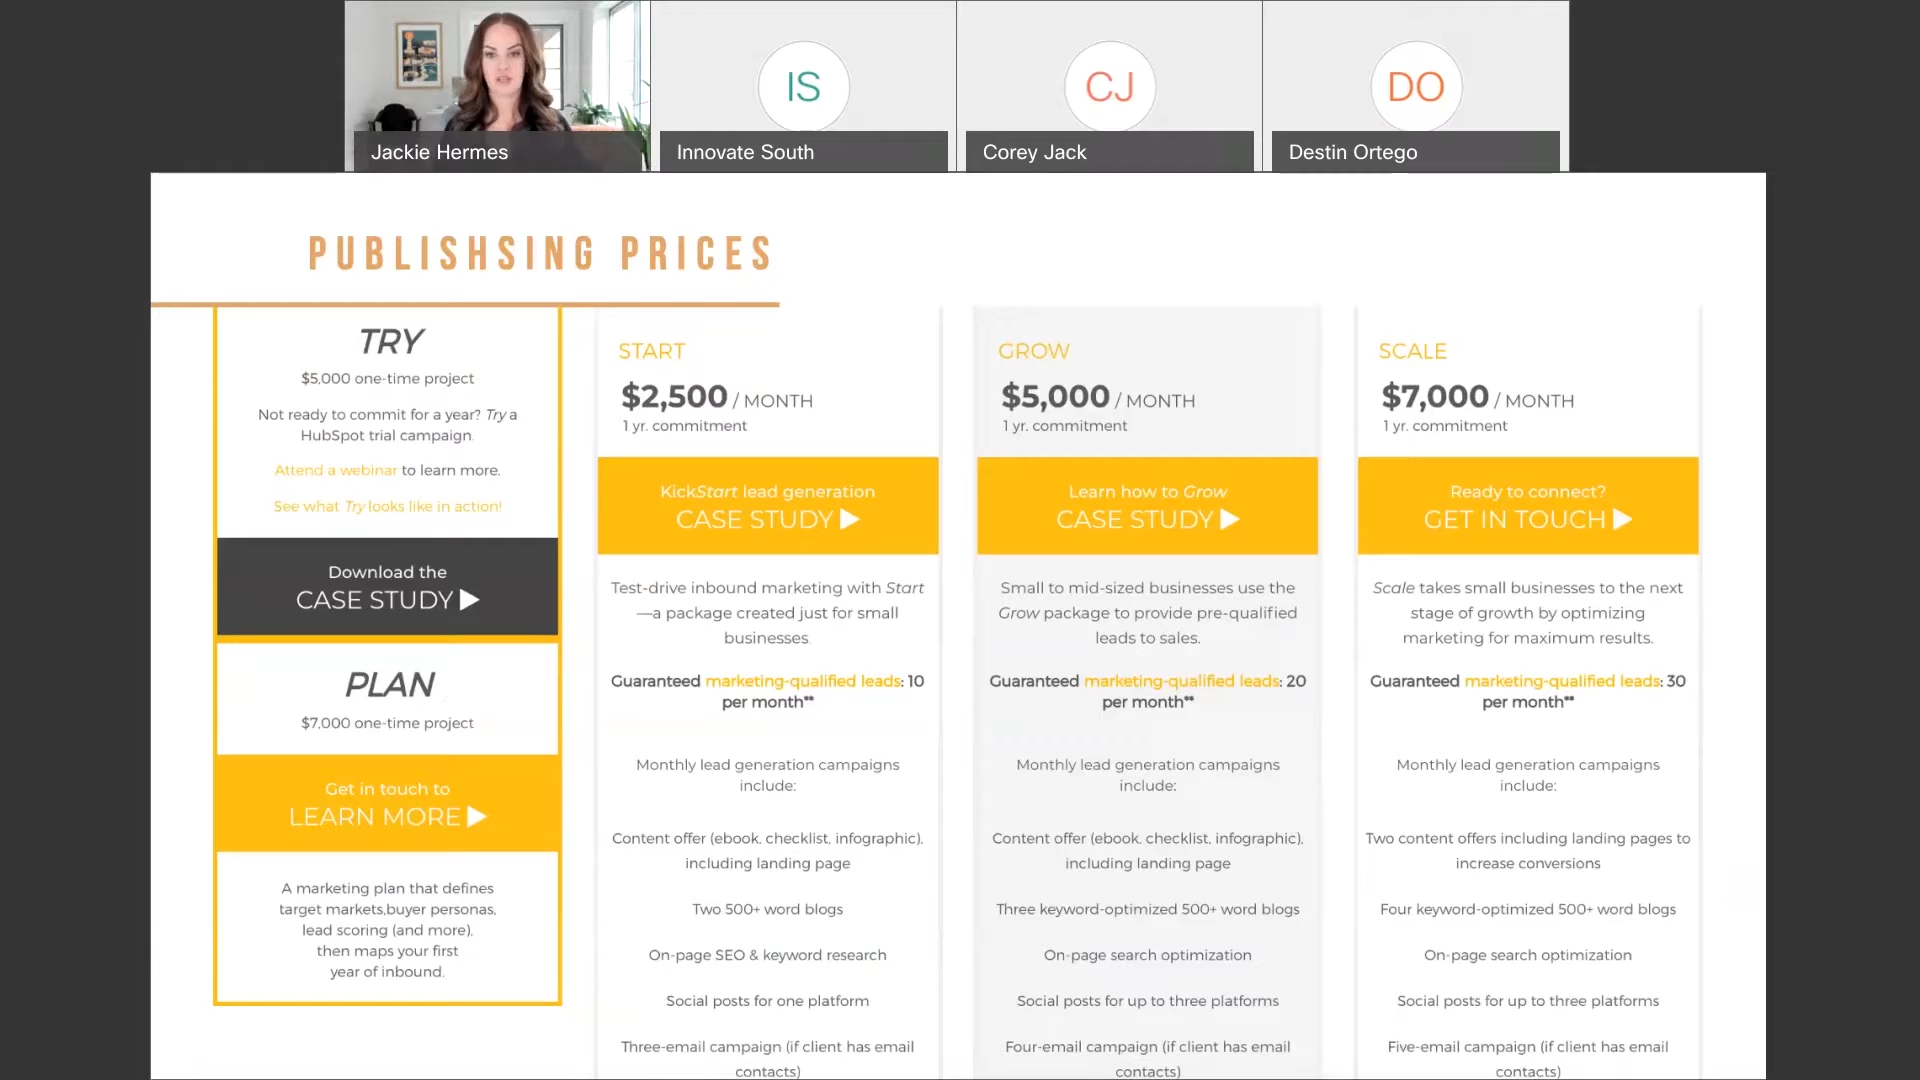 IS
CJ
DO
Jackie Hermes
Innovate South
Corey Jack
Destin Ortego
PUBLISHSING PRICES
TRY
$5,000 one-time project
Not ready to commit for a year? Try a
HubSpot trial campaign.
Attend a webinar to learn more.
See what Try looks like in action!
Download the
CASE STUDY
PLAN
$7,000 one-time project
Get in touch to
LEARN MORE
A marketing plan that defines
target markets,buyer personas,
lead scoring (and more),
then maps your first
year of inbound.
START
$2,500 / MONTH
1 yr. commitment
KickStart lead generation
CASE STUDY
Test-drive inbound marketing with Start
—a package created just for small
businesses.
Guaranteed marketing-qualified leads: 10
per month**
Monthly lead generation campaigns
include:
Content offer (ebook, checklist, infographic),
including landing page
Two 500+ word blogs
On-page SEO & keyword research
Social posts for one platform
Three-email campaign (if client has email
contacts)
GROW
$5,000 / MONTH
1 yr. commitment
Learn how to Grow
CASE STUDY
Small to mid-sized businesses use the
Grow package to provide pre-qualified
leads to sales.
Guaranteed marketing-qualified leads: 20
per month**
Monthly lead generation campaigns
include:
Content offer (ebook, checklist, infographic),
including landing page
Three keyword-optimized 500+ word blogs
On-page search optimization
Social posts for up to three platforms
Four-email campaign (if client has email
contacts)
SCALE
$7,000 / MONTH
1 yr. commitment
Ready to connect?
GET IN TOUCH
Scale takes small businesses to the next
stage of growth by optimizing
marketing for maximum results.
Guaranteed marketing-qualified leads: 30
per month**
Monthly lead generation campaigns
include:
Two content offers including landing pages to
increase conversions
Four keyword-optimized 500+ word blogs
On-page search optimization
Social posts for up to three platforms
Five-email campaign (if client has email
contacts)